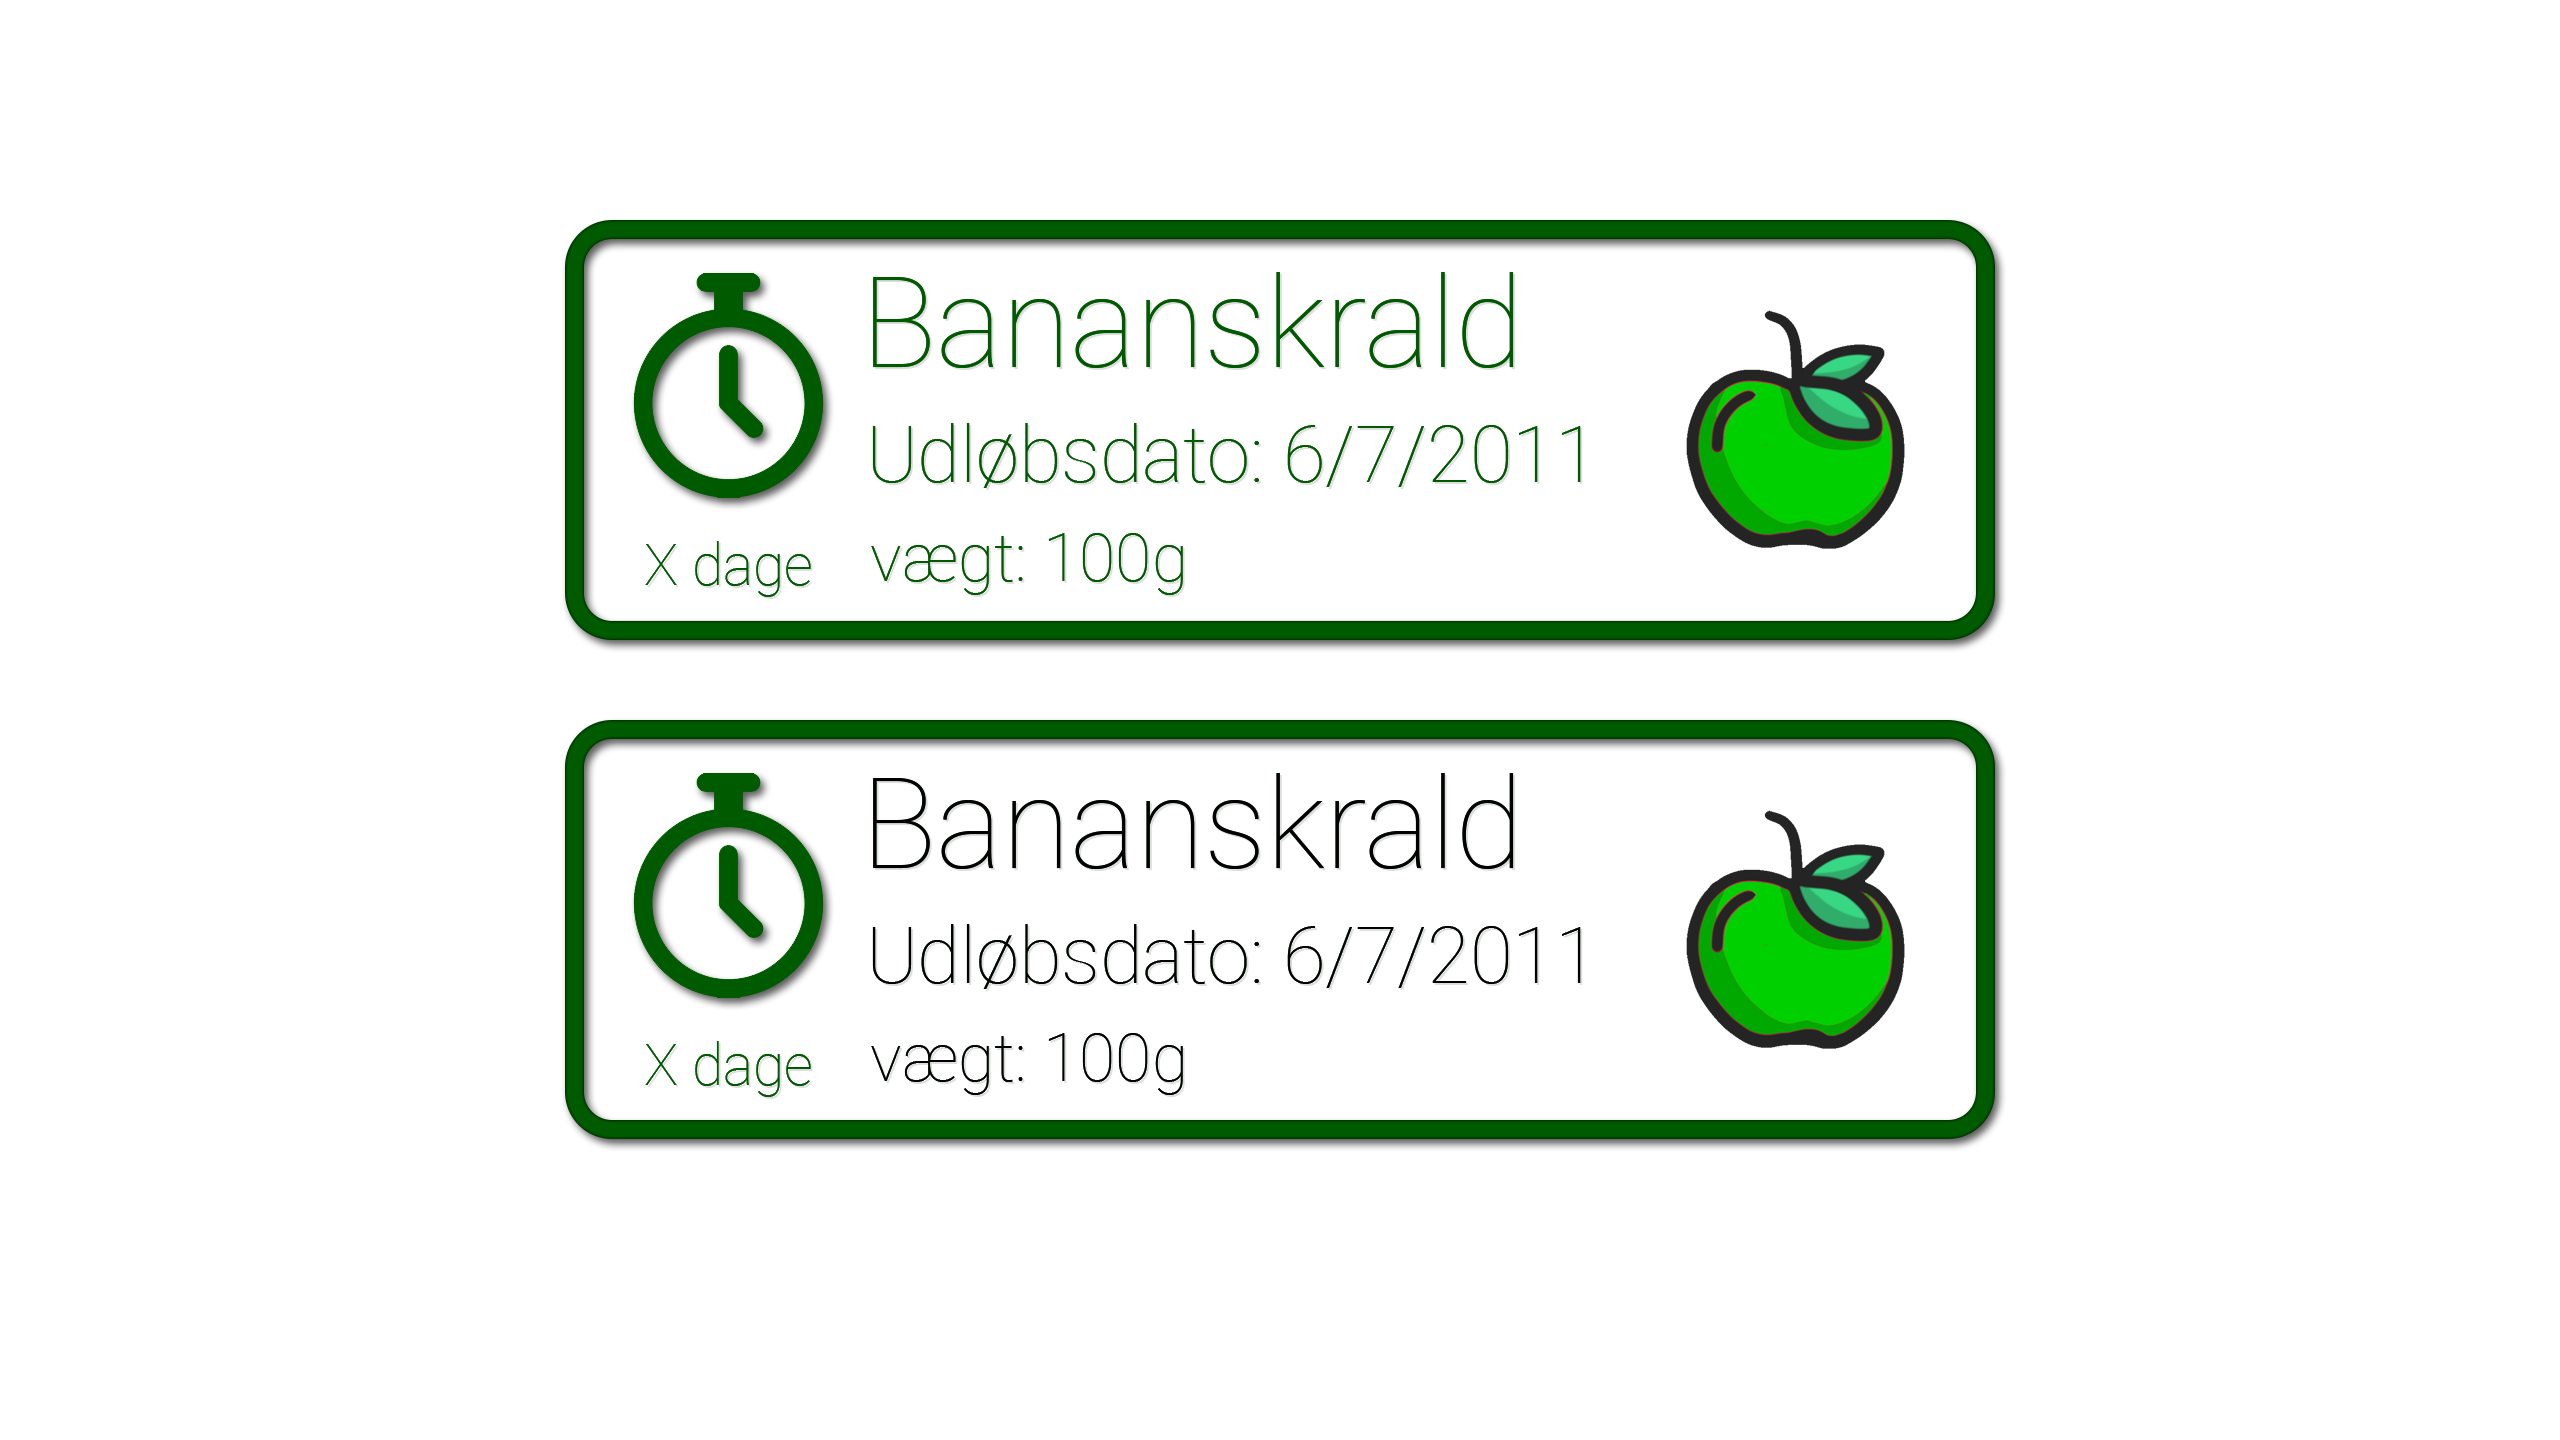 Bananskrald
Udløbsdato: 6/7/2011
X dage
vægt: 100g
Bananskrald
Udløbsdato: 6/7/2011
X dage
vægt: 100g